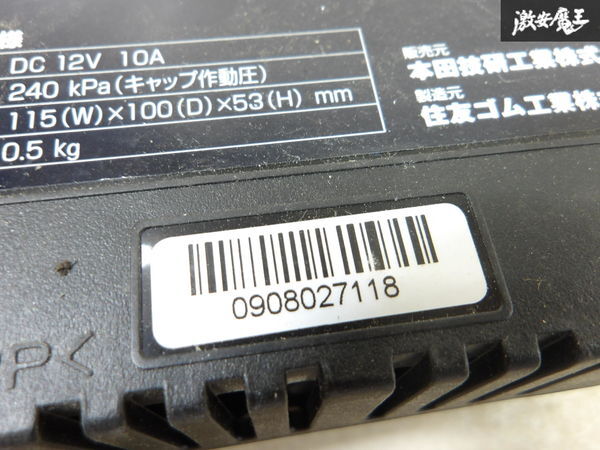 激安魔王
様
DC 12V 10A
240 kPa(キャップ作動圧)
115(W)×100(D)×53(H) mm
0.5 kg
販売元
本田技研工業株式
製造元
住友ゴム工業株
0908027118
PP<